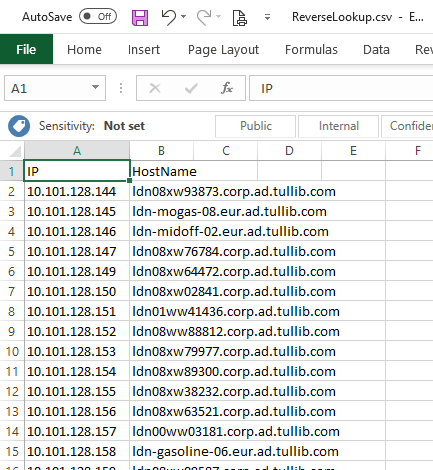 AutoSave Off ReverseLookup.csv - E...
File Home Insert Page Layout Formulas Data Rev
A1 fx IP
Sensitivity: Not set Public Internal Confiden
A B C D E F
1 IP HostName
2 10.101.128.144 ldn08xw93873.corp.ad.tullib.com
3 10.101.128.145 ldn-mogas-08.eur.ad.tullib.com
4 10.101.128.146 ldn-midoff-02.eur.ad.tullib.com
5 10.101.128.147 ldn08xw76784.corp.ad.tullib.com
6 10.101.128.149 ldn08xw64472.corp.ad.tullib.com
7 10.101.128.150 ldn08xw02841.corp.ad.tullib.com
8 10.101.128.151 ldn01ww41436.corp.ad.tullib.com
9 10.101.128.152 ldn08ww88812.corp.ad.tullib.com
10 10.101.128.153 ldn08xw79977.corp.ad.tullib.com
11 10.101.128.154 ldn08xw89300.corp.ad.tullib.com
12 10.101.128.155 ldn08xw38232.corp.ad.tullib.com
13 10.101.128.156 ldn08xw63521.corp.ad.tullib.com
14 10.101.128.157 ldn00ww03181.corp.ad.tullib.com
15 10.101.128.158 ldn-gasoline-06.eur.ad.tullib.com